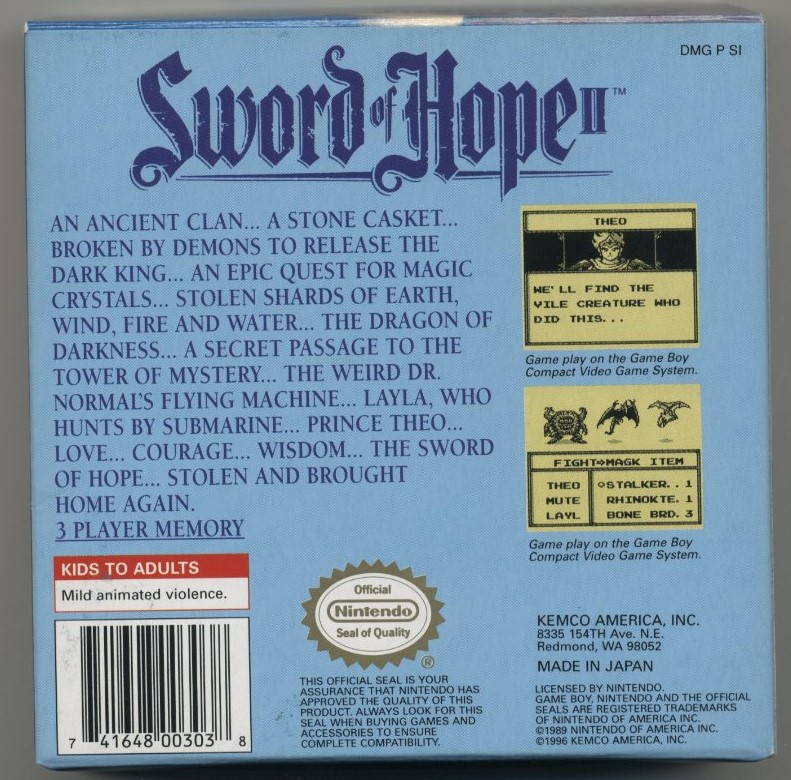 DMG P SI
Sword of Hope II™
AN ANCIENT CLAN... A STONE CASKET...
BROKEN BY DEMONS TO RELEASE THE
DARK KING... AN EPIC QUEST FOR MAGIC
CRYSTALS... STOLEN SHARDS OF EARTH,
WIND, FIRE AND WATER... THE DRAGON OF
DARKNESS... A SECRET PASSAGE TO THE
TOWER OF MYSTERY... THE WEIRD DR.
NORMAL'S FLYING MACHINE... LAYLA, WHO
HUNTS BY SUBMARINE... PRINCE THEO...
LOVE... COURAGE... WISDOM... THE SWORD
OF HOPE... STOLEN AND BROUGHT
HOME AGAIN.
3 PLAYER MEMORY
THEO
WE'LL FIND THE
VILE CREATURE WHO
DID THIS...
Game play on the Game Boy
Compact Video Game System.
FIGHT⇨MAGK ITEM
THEO ◇STALKER.. 1
MUTE RHINOKTE. 1
LAYL BONE BRD. 3
Game play on the Game Boy
Compact Video Game System.
KIDS TO ADULTS
Mild animated violence.
7 41648 00303 8
Official
Nintendo
Seal of Quality
®
THIS OFFICIAL SEAL IS YOUR
ASSURANCE THAT NINTENDO HAS
APPROVED THE QUALITY OF THIS
PRODUCT. ALWAYS LOOK FOR THIS
SEAL WHEN BUYING GAMES AND
ACCESSORIES TO ENSURE
COMPLETE COMPATIBILITY.
KEMCO AMERICA, INC.
8335 154TH Ave. N.E.
Redmond, WA 98052
MADE IN JAPAN
LICENSED BY NINTENDO.
GAME BOY, NINTENDO AND THE OFFICIAL
SEALS ARE REGISTERED TRADEMARKS
OF NINTENDO OF AMERICA INC.
©1989 NINTENDO OF AMERICA INC.
©1996 KEMCO AMERICA, INC.